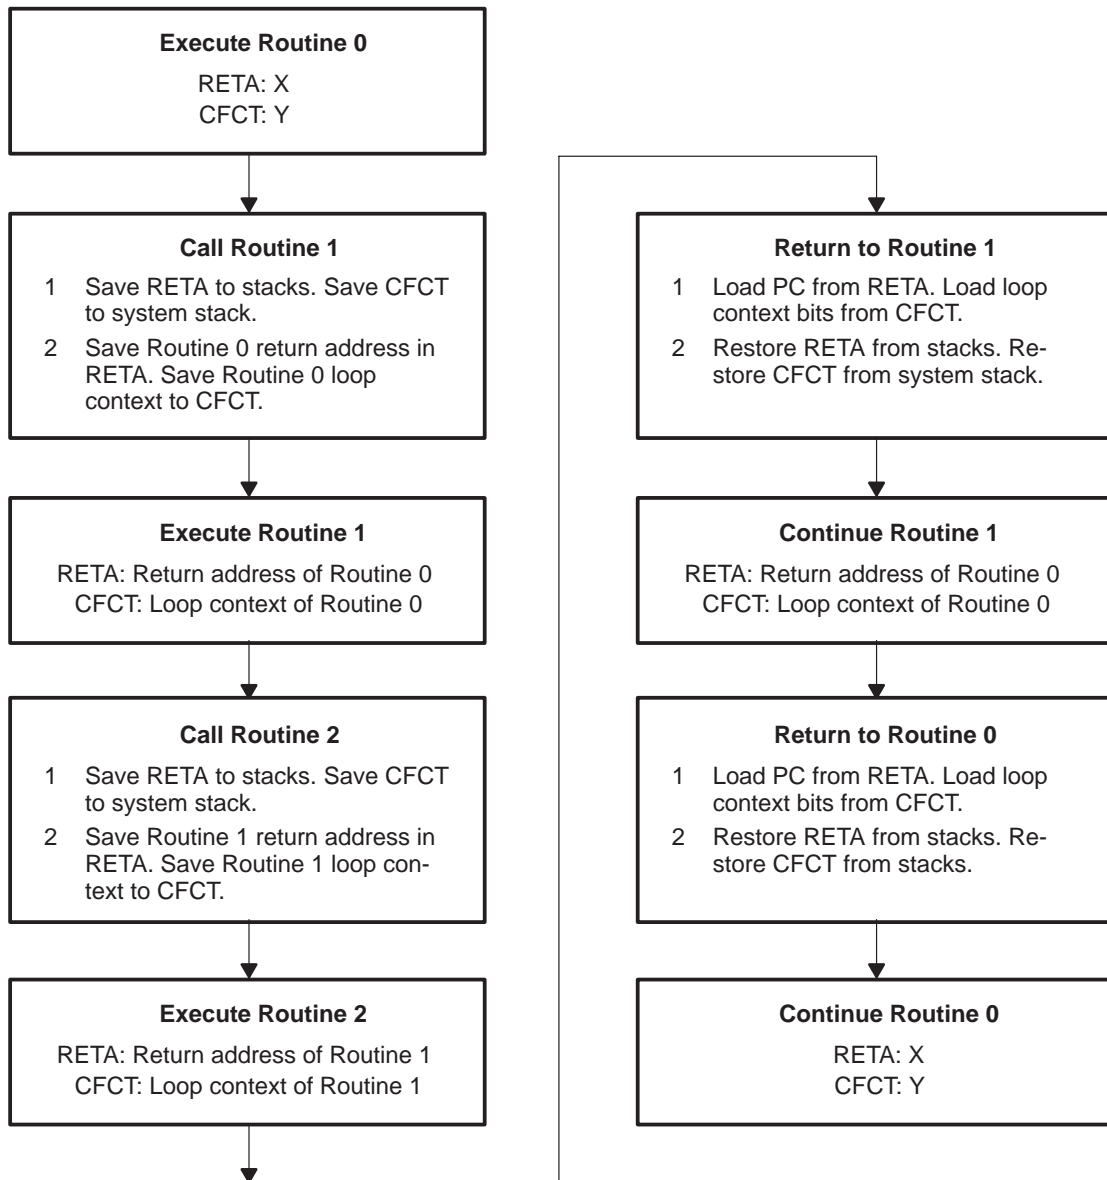 Execute Routine 0
RETA: X
CFCT: Y
Call Routine 1
1 Save RETA to stacks. Save CFCT
to system stack.
2 Save Routine 0 return address in
RETA. Save Routine 0 loop
context to CFCT.
Execute Routine 1
RETA: Return address of Routine 0
CFCT: Loop context of Routine 0
Call Routine 2
1 Save RETA to stacks. Save CFCT
to system stack.
2 Save Routine 1 return address in
RETA. Save Routine 1 loop con-
text to CFCT.
Execute Routine 2
RETA: Return address of Routine 1
CFCT: Loop context of Routine 1
Return to Routine 1
1 Load PC from RETA. Load loop
context bits from CFCT.
2 Restore RETA from stacks. Re-
store CFCT from system stack.
Continue Routine 1
RETA: Return address of Routine 0
CFCT: Loop context of Routine 0
Return to Routine 0
1 Load PC from RETA. Load loop
context bits from CFCT.
2 Restore RETA from stacks. Re-
store CFCT from stacks.
Continue Routine 0
RETA: X
CFCT: Y